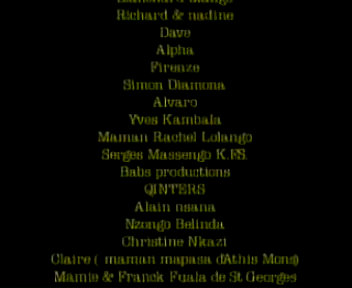 Richard & nadine
Dave
Alpha
Firenze
Simon Diamona
Alvaro
Yves Kambala
Maman Rachel Lolango
Serges Massengo K.FS.
Babs productions
QINTERS
Alain nsana
Nzongo Belinda
Christine Nkazi
Claire ( maman mapasa d'Athis Mons)
Mamie & Franck Fuala de St Georges